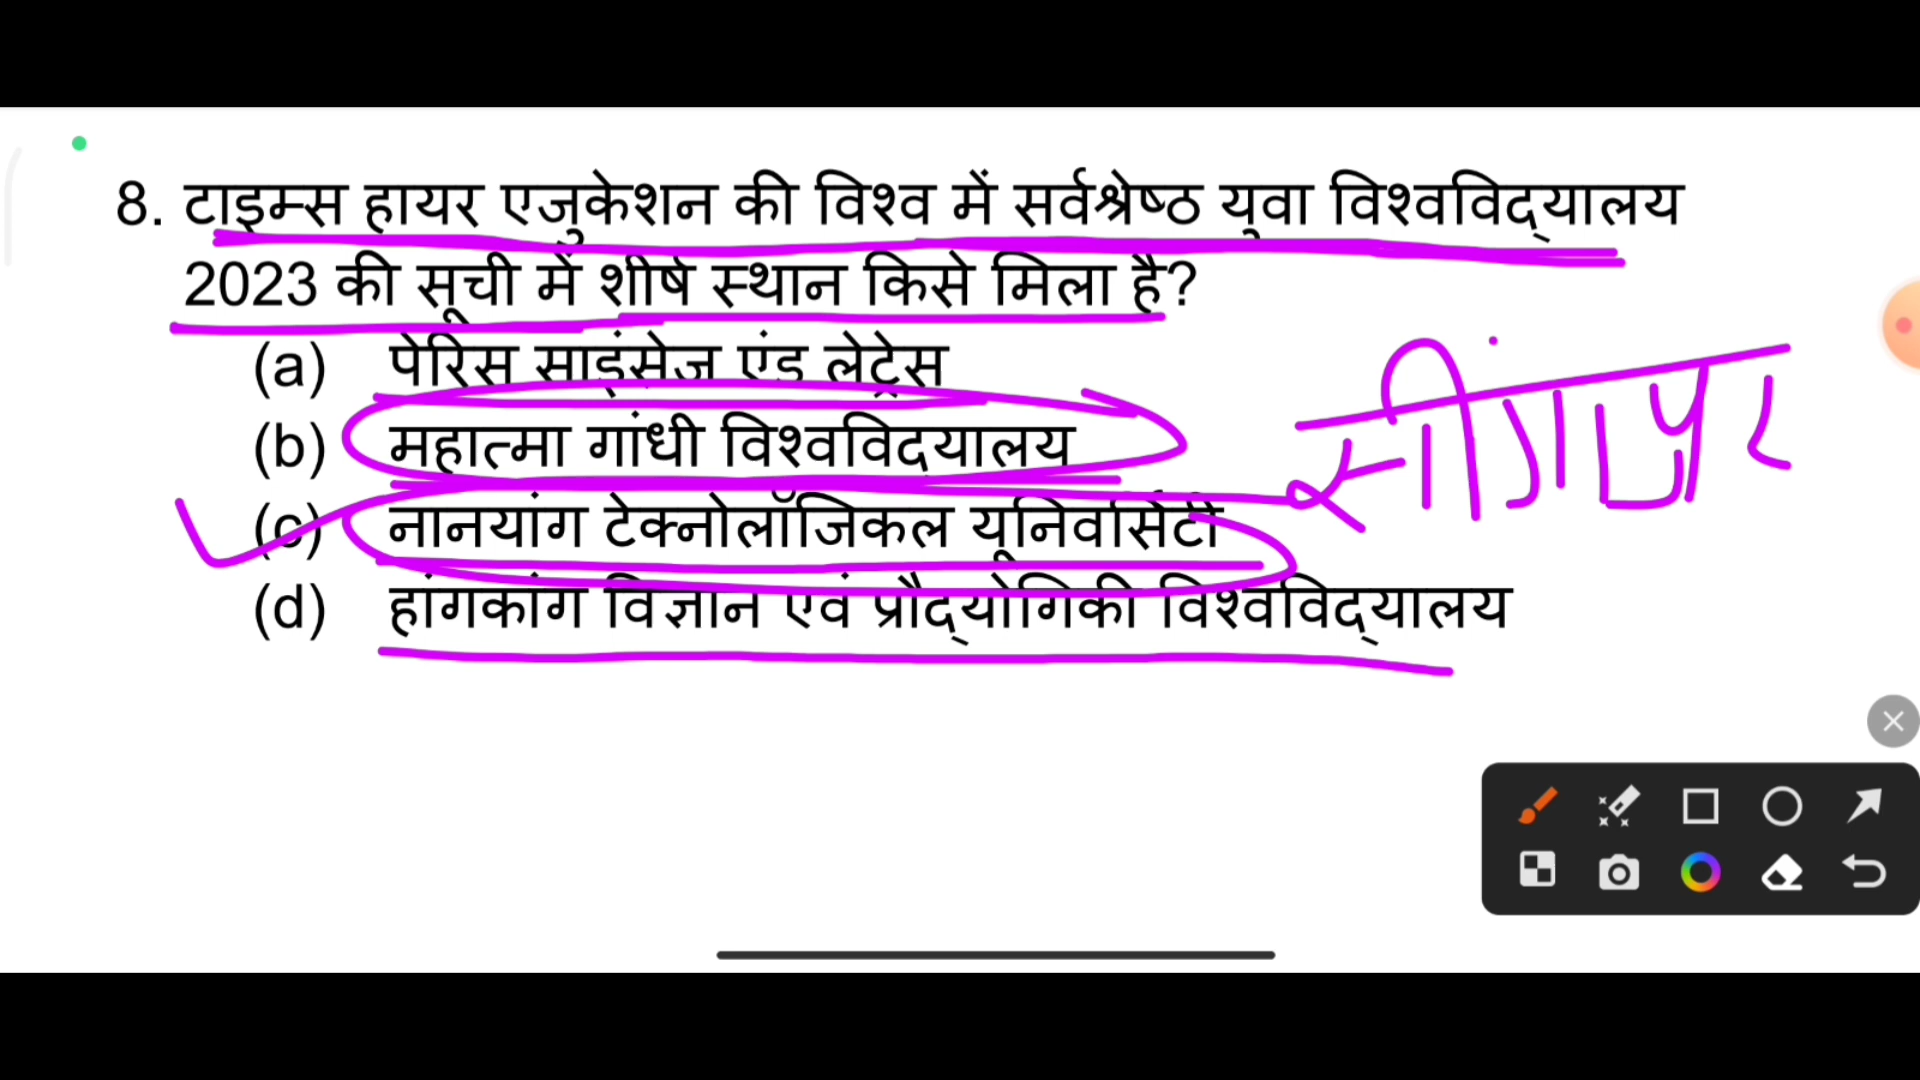 8. टाइम्स हायर एजुकेशन की विश्व में सर्वश्रेष्ठ युवा विश्वविद्यालय
2023 की सूची में शीर्ष स्थान किसे मिला है?
(a) पेरिस साइंसेज एंड लेट्रेस
(b) महात्मा गांधी विश्वविद्यालय
(c) नानयांग टेक्नोलॉजिकल यूनिवर्सिटी
सींगापुर
(d) हांगकांग विज्ञान एवं प्रौद्योगिकी विश्वविद्यालय